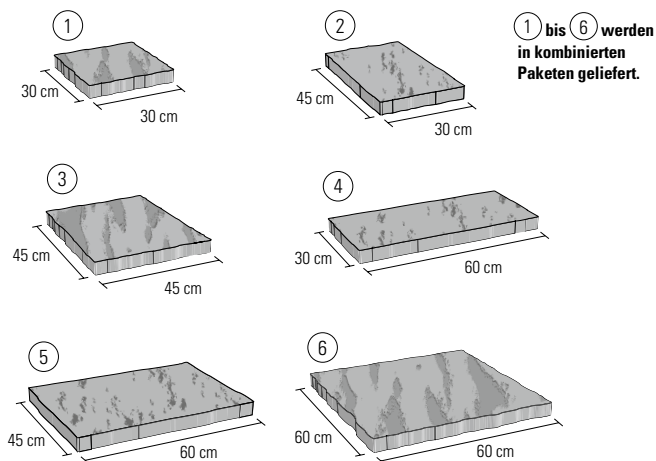 1
30 cm
30 cm
2
45 cm
30 cm
1 bis 6 werden
in kombinierten
Paketen geliefert.
3
45 cm
45 cm
4
30 cm
60 cm
5
45 cm
60 cm
6
60 cm
60 cm